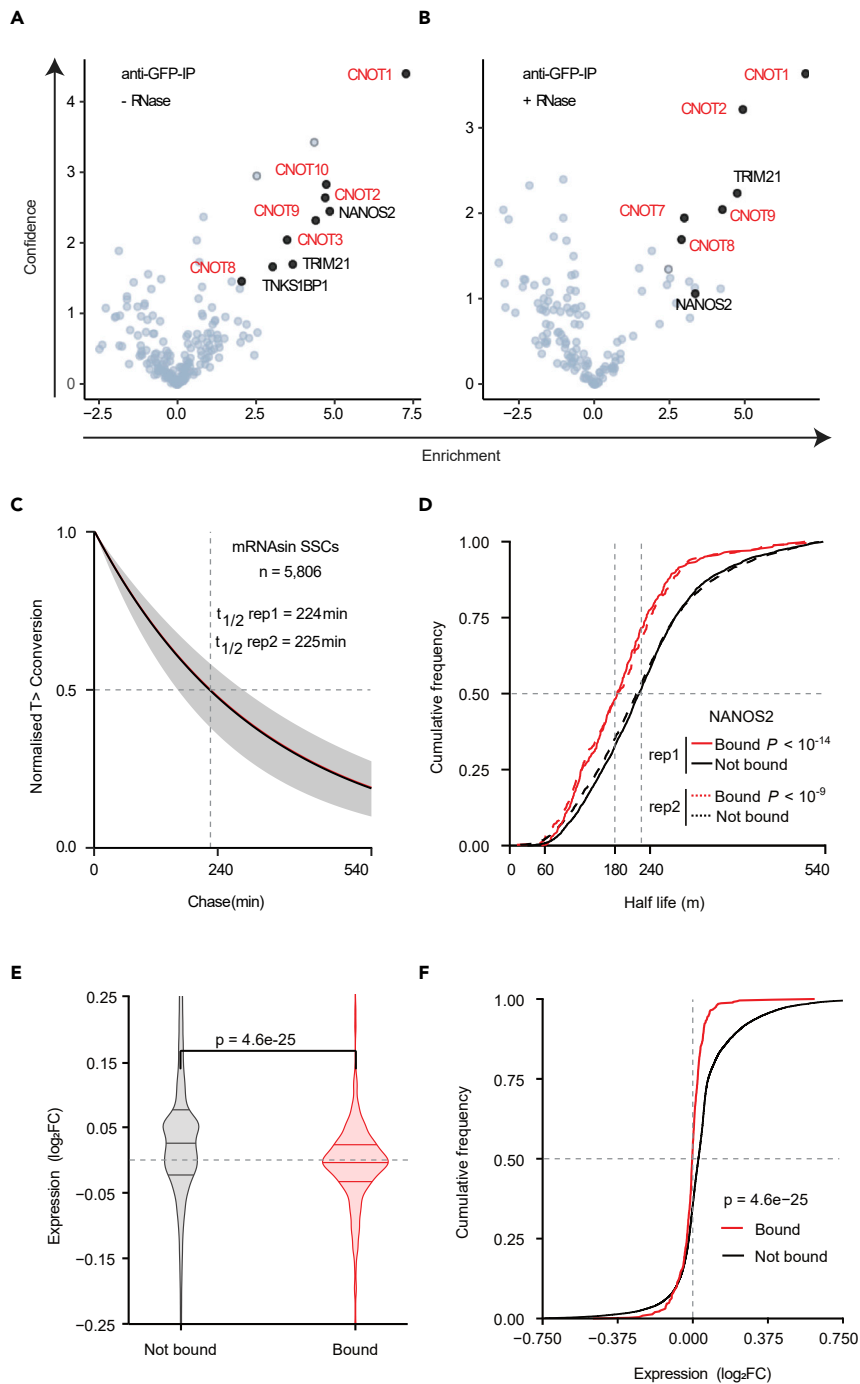 A
anti-GFP-IP
- RNase
CNOT1
CNOT10
CNOT2
CNOT9
NANOS2
CNOT3
CNOT8
TRIM21
TNKS1BP1
Confidence
4
3
2
1
0
−2.5
0.0
2.5
5.0
7.5
B
anti-GFP-IP
+ RNase
CNOT1
CNOT2
TRIM21
CNOT7
CNOT9
CNOT8
NANOS2
3
2
1
0
−2.5
0.0
2.5
5.0
Enrichment
C
mRNAsin SSCs
n = 5,806
t1/2 rep1 = 224min
t1/2 rep2 = 225min
Normalised T> Cconversion
1.0
0.5
0.0
0
240
540
Chase(min)
D
Cumulative frequency
1.00
0.75
0.50
0.25
0.00
NANOS2
rep1
Bound P < 10-14
Not bound
rep2
Bound P < 10-9
Not bound
0
60
180
240
540
Half life (m)
E
Expression (log₂FC)
0.25
0.15
0.05
−0.05
−0.15
−0.25
p = 4.6e-25
Not bound
Bound
F
Cumulative frequency
1.00
0.75
0.50
0.25
0.00
p = 4.6e−25
Bound
Not bound
−0.750
−0.375
0.000
0.375
0.750
Expression (log₂FC)